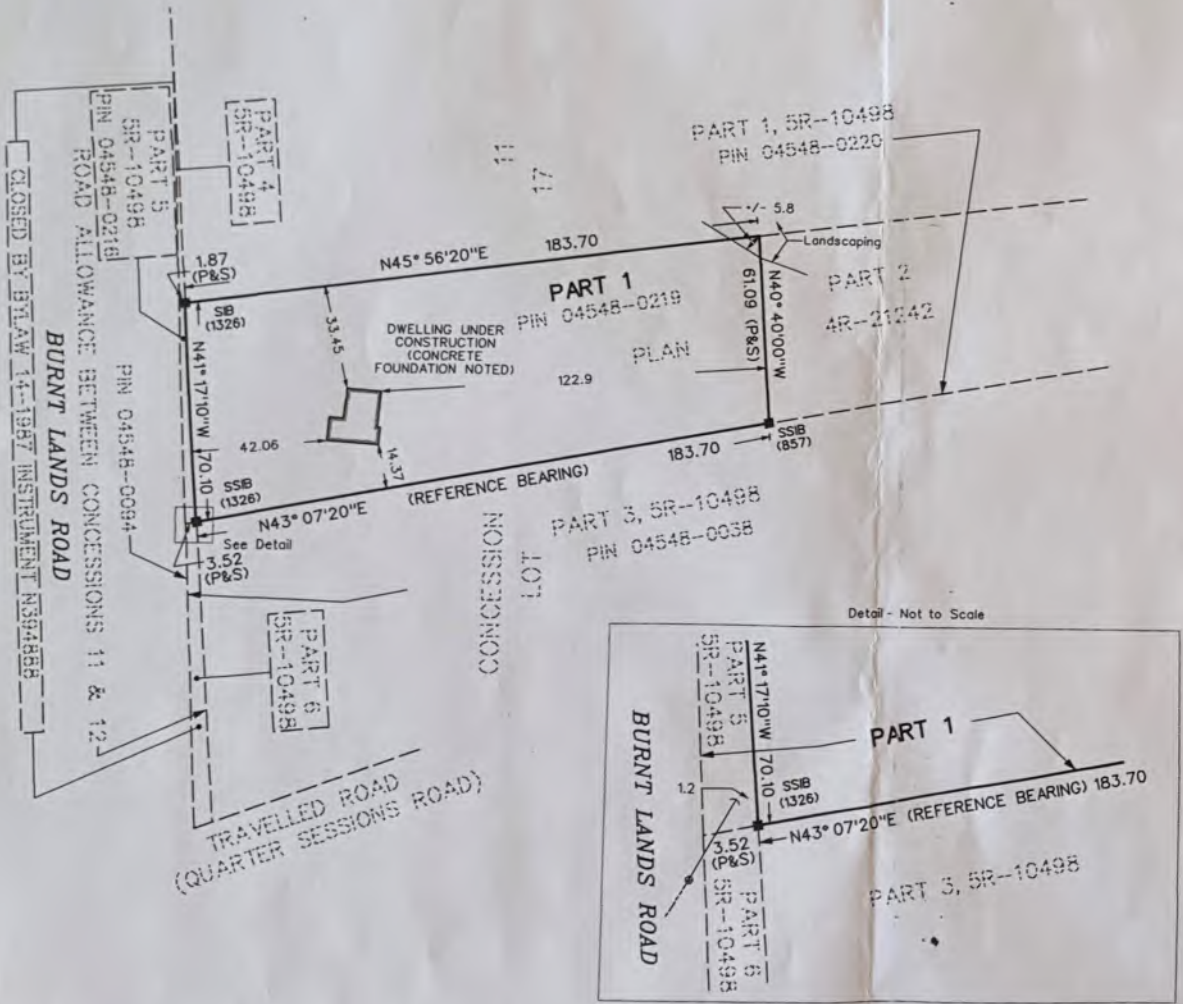 PART 4
5R-10498
PART 5
5R-10498
PIN 04548-0216
ROAD ALLOWANCE BETWEEN CONCESSIONS 11 & 12
CLOSED BY BYLAW 14-1987 INSTRUMENT N394888
BURNT LANDS ROAD
PIN 04548-0094
11
17
PART 1, 5R-10498
PIN 04548-0220
+/- 5.8
Landscaping
PART 2
4R-21242
1.87
(P&S)
N45° 56'20"E 183.70
SIB
(1326)
PART 1
PIN 04548-0219
PLAN
N40° 40'00"W
61.09 (P&S)
33.45
DWELLING UNDER
CONSTRUCTION
(CONCRETE
FOUNDATION NOTED)
122.9
42.06
14.37
N41° 17'10"W 70.10
SSIB
(1326)
N43° 07'20"E (REFERENCE BEARING) 183.70
SSIB
(857)
See Detail
3.52
(P&S)
PART 3, 5R-10498
PIN 04548-0038
LOT
CONCESSION
PART 6
5R-10498
TRAVELLED ROAD
(QUARTER SESSIONS ROAD)
Detail - Not to Scale
N41° 17'10"W 70.10
PART 5
5R-10498
BURNT LANDS ROAD
PART 1
1.2
SSIB
(1326)
N43° 07'20"E (REFERENCE BEARING) 183.70
3.52
(P&S)
PART 6
5R-10498
PART 3, 5R-10498